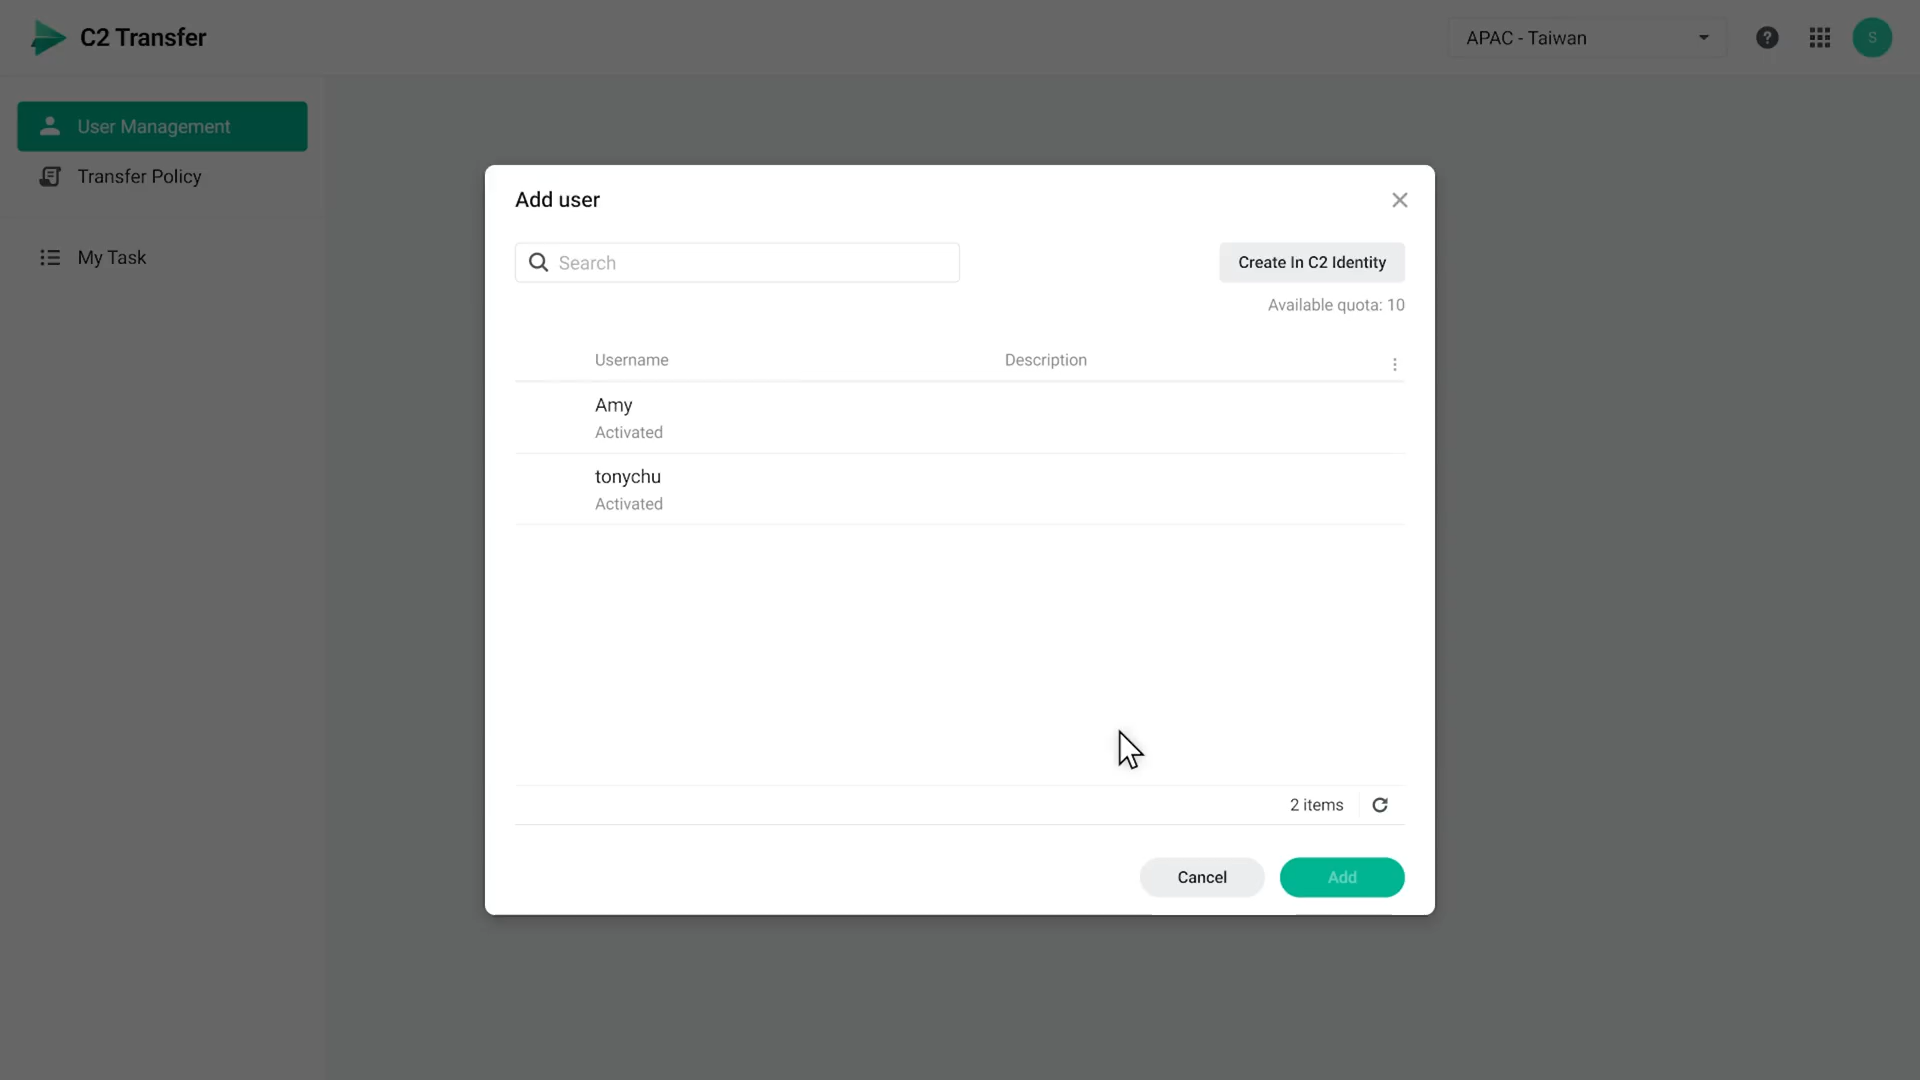 C2 Transfer
APAC - Taiwan
S
User Management
Transfer Policy
My Task
Add user
Search
Create In C2 Identity
Available quota: 10
Username Description
Amy
Activated
tonychu
Activated
2 items
Cancel Add